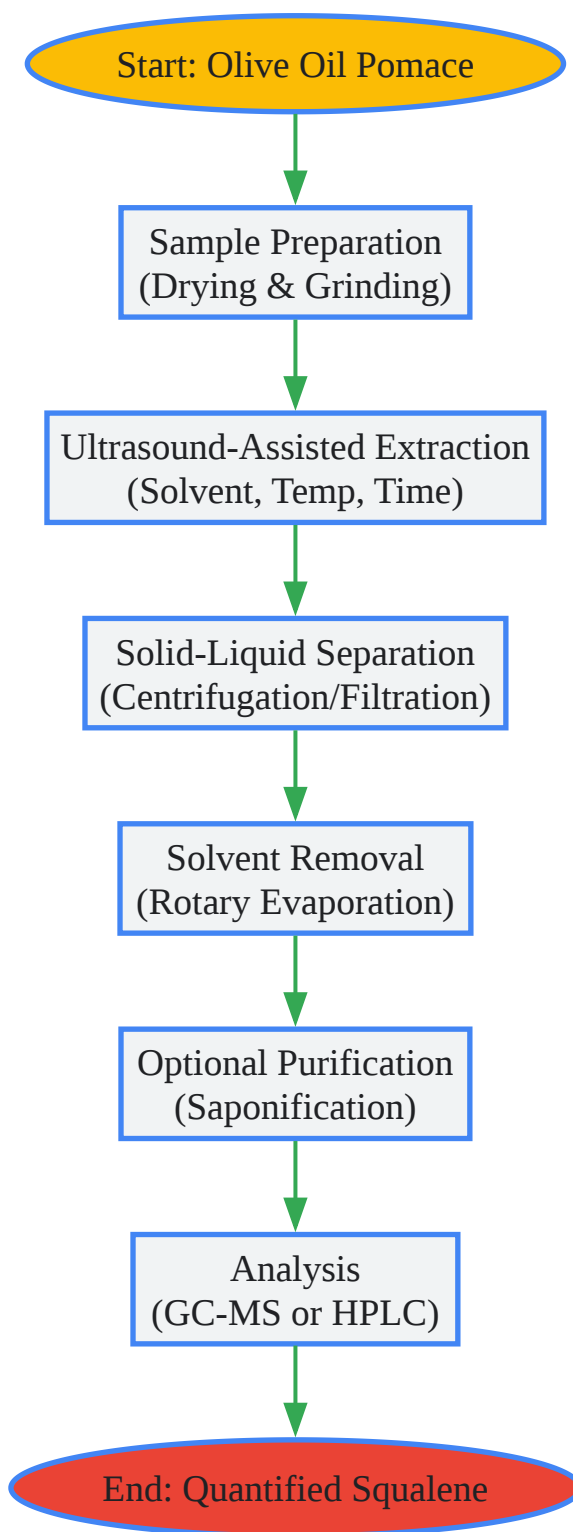 Start: Olive Oil Pomace
Sample Preparation
(Drying & Grinding)
Ultrasound-Assisted Extraction
(Solvent, Temp, Time)
Solid-Liquid Separation
(Centrifugation/Filtration)
Solvent Removal
(Rotary Evaporation)
Optional Purification
(Saponification)
Analysis
(GC-MS or HPLC)
End: Quantified Squalene